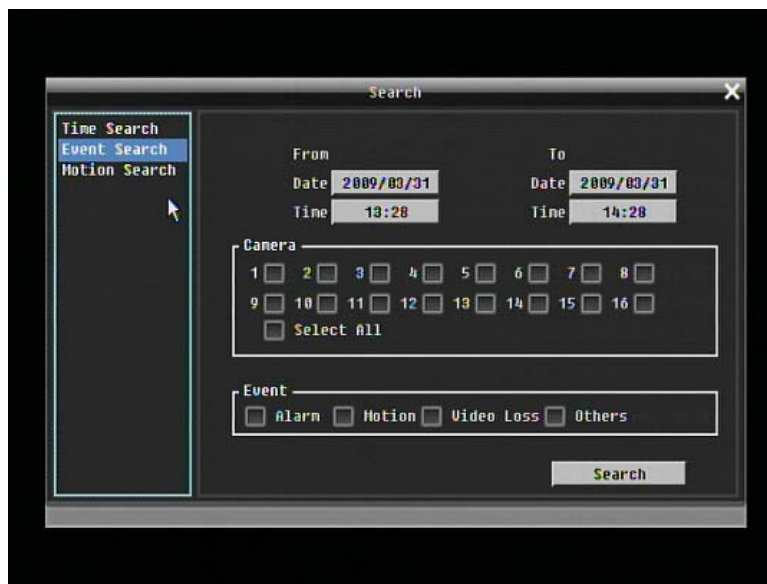 Search
Time Search
Event Search
Motion Search
From To
Date 2009/03/31 Date 2009/03/31
Time 13:28 Time 14:28
Camera
1 2 3 4 5 6 7 8
9 10 11 12 13 14 15 16
Select All
Event
Alarm Motion Video Loss Others
Search